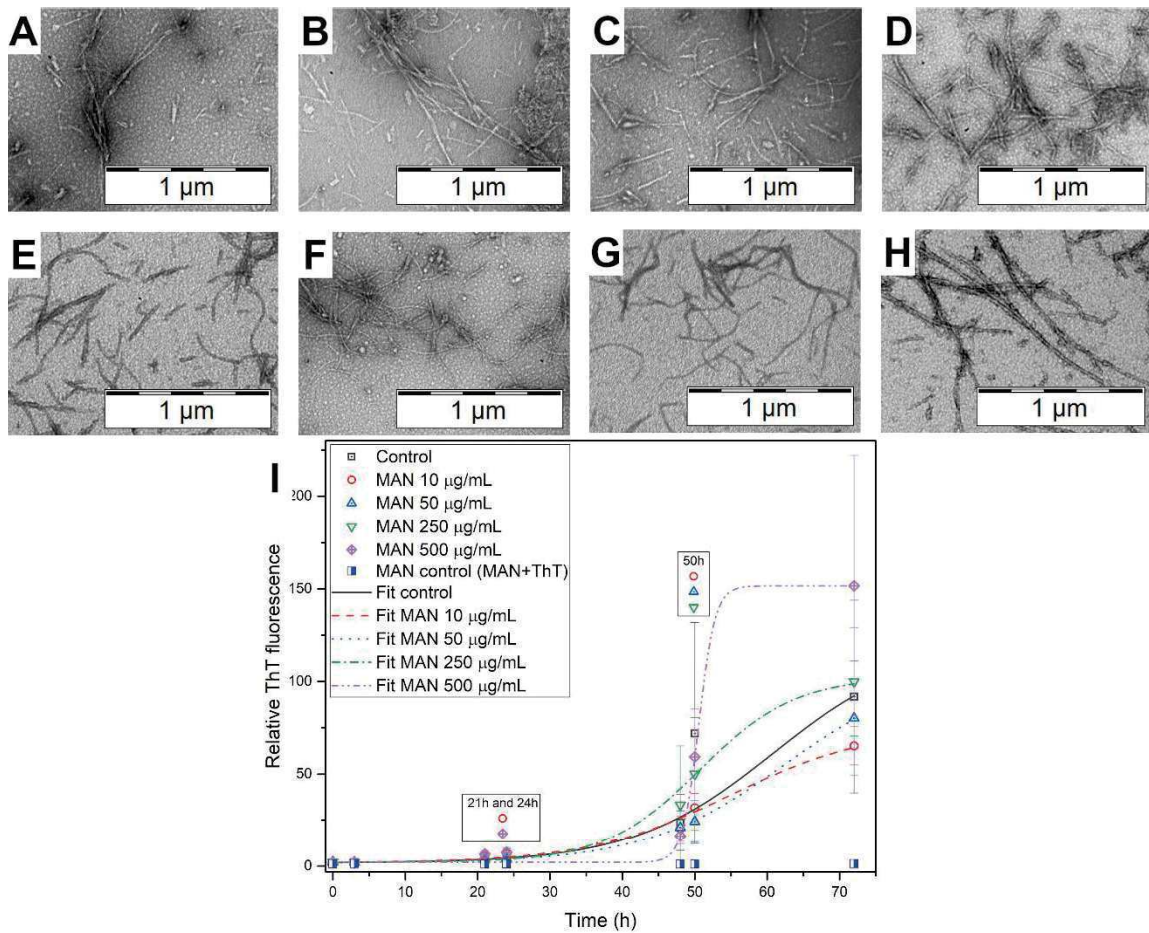 A
B
C
D
1 μm
1 μm
1 μm
1 μm
E
F
G
H
1 μm
1 μm
1 μm
1 μm
I
Control
MAN 10 μg/mL
MAN 50 μg/mL
MAN 250 μg/mL
MAN 500 μg/mL
MAN control (MAN+ThT)
Fit control
Fit MAN 10 μg/mL
Fit MAN 50 μg/mL
Fit MAN 250 μg/mL
Fit MAN 500 μg/mL
50h
21h and 24h
Relative ThT fluorescence
200
150
100
50
0
0 10 20 30 40 50 60 70
Time (h)